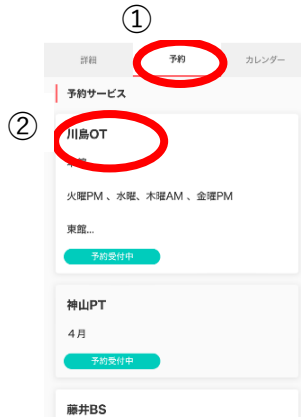 ①
詳細 予約 カレンダー
予約サービス
②
川島OT
火曜PM 、水曜、木曜AM 、金曜PM
東館...
予約受付中
神山PT
４月
予約受付中
藤井BS